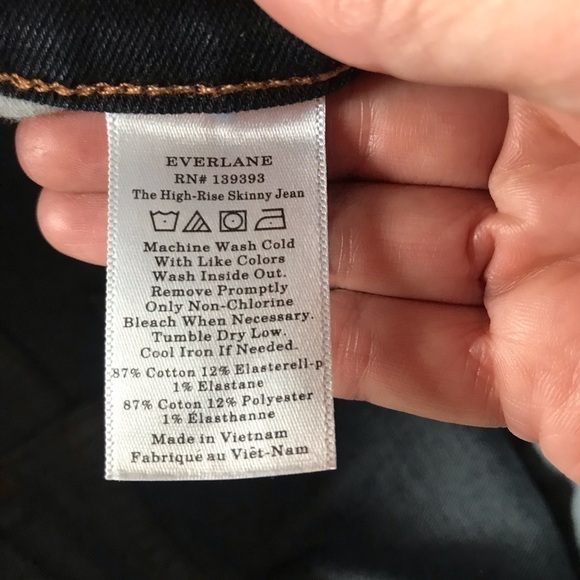 EVERLANE
RN# 139393
The High-Rise Skinny Jean
Machine Wash Cold
With Like Colors
Wash Inside Out.
Remove Promptly
Only Non-Chlorine
Bleach When Necessary.
Tumble Dry Low.
Cool Iron If Needed.
87% Cotton 12% Elasterell-p
1% Elastane
87% Coton 12% Polyester
1% Élasthanne
Made in Vietnam
Fabriqué au Viêt-Nam